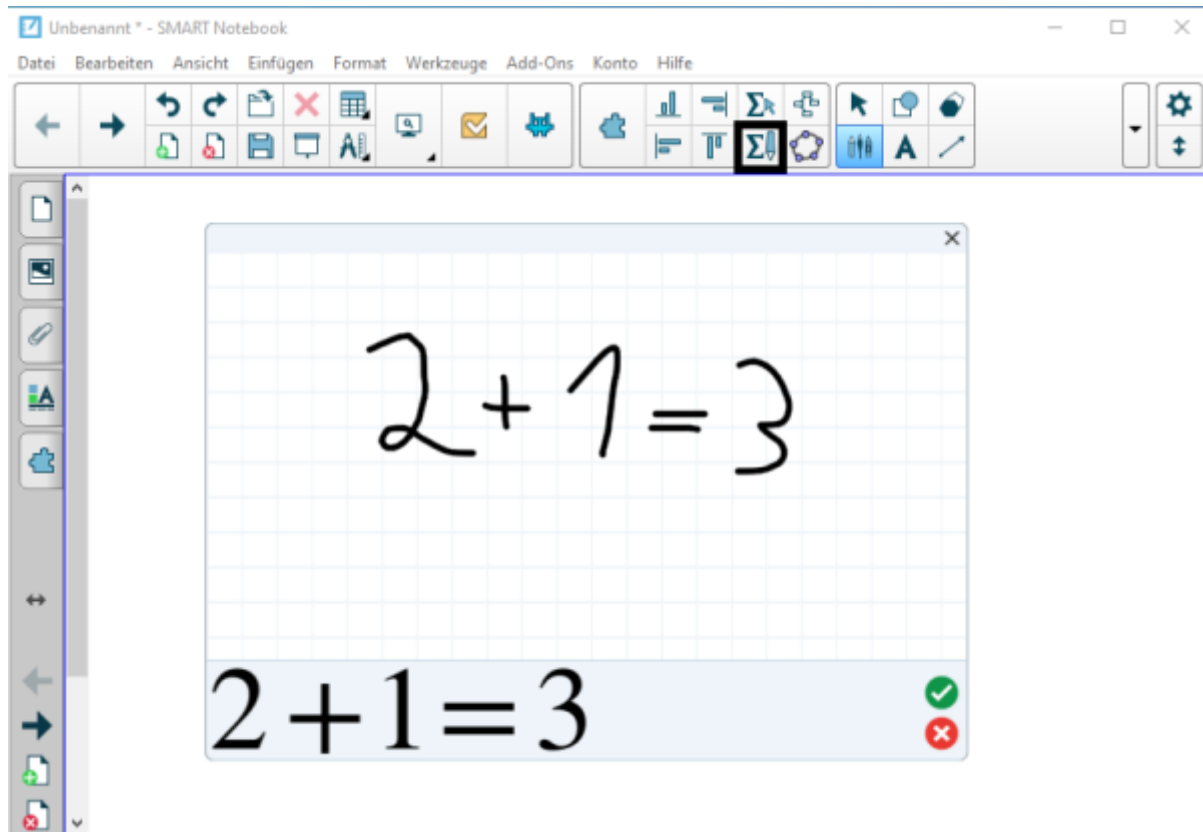 Unbenannt * - SMART Notebook
Datei Bearbeiten Ansicht Einfügen Format Werkzeuge Add-Ons Konto Hilfe
2+1=3
2+1=3